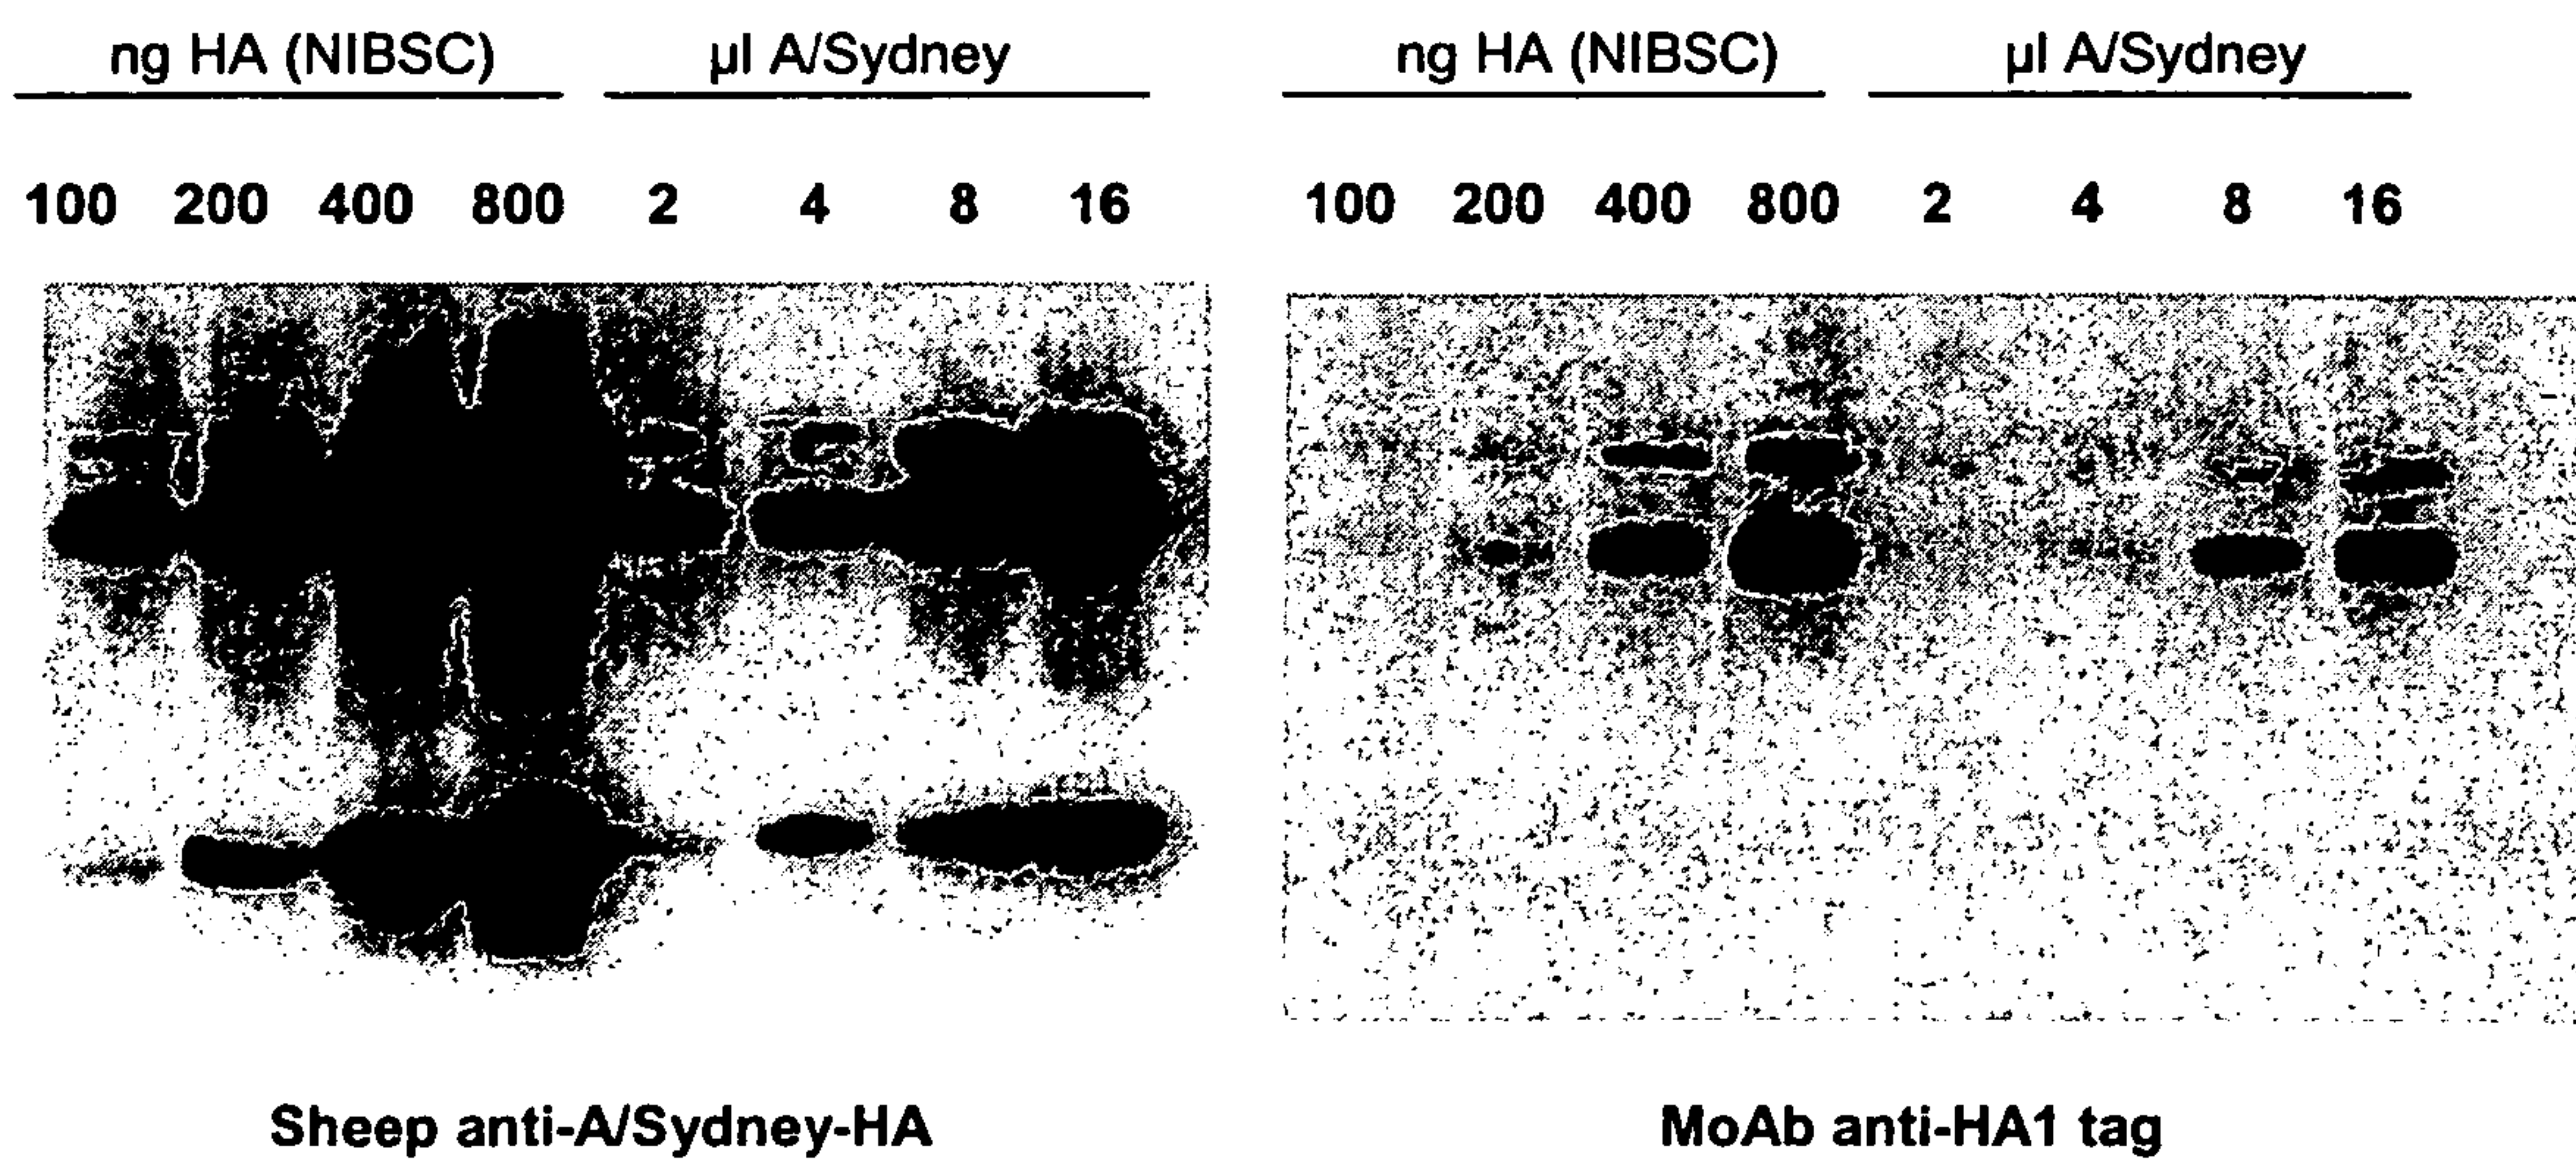 ng HA (NIBSC) µl A/Sydney ng HA (NIBSC) µl A/Sydney
100 200 400 800 2 4 8 16 100 200 400 800 2 4 8 16
Sheep anti-A/Sydney-HA MoAb anti-HA1 tag